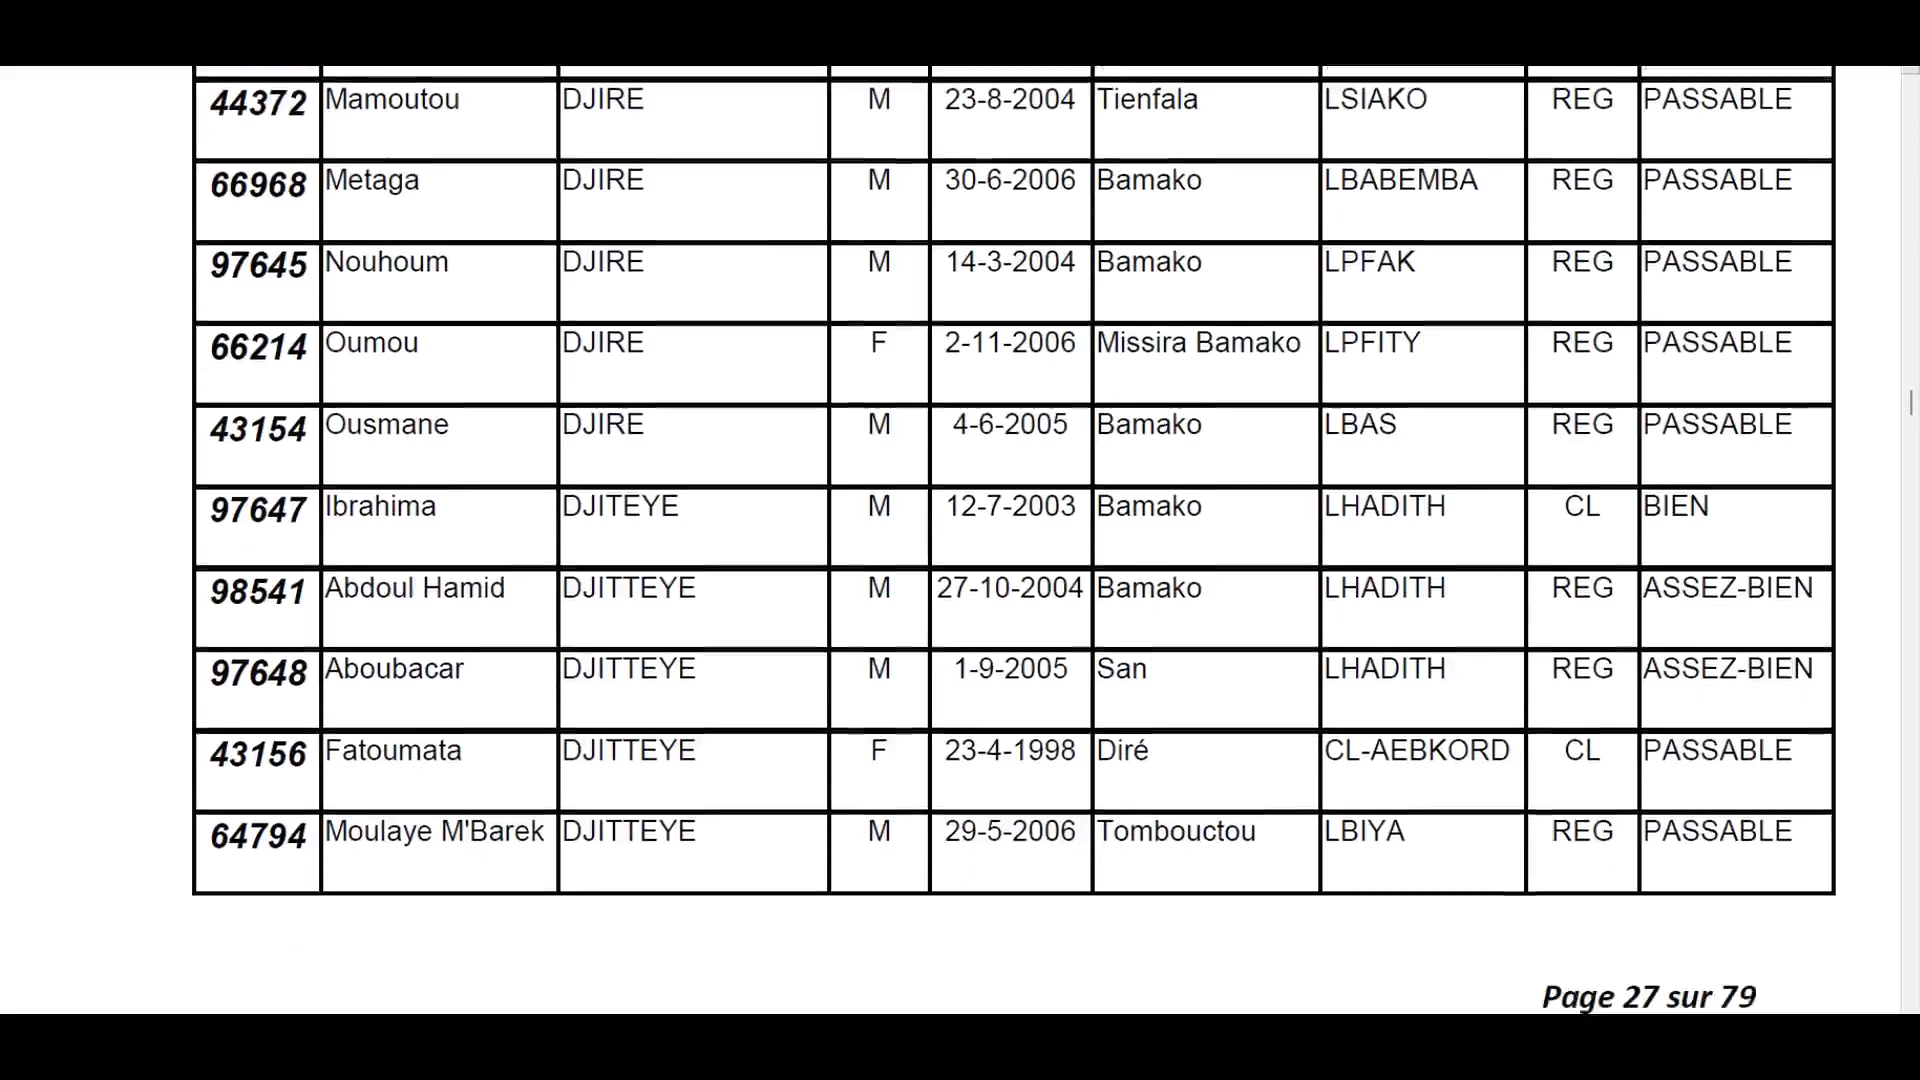 44372 Mamoutou DJIRE M 23-8-2004 Tienfala LSIAKO REG PASSABLE
66968 Metaga DJIRE M 30-6-2006 Bamako LBABEMBA REG PASSABLE
97645 Nouhoum DJIRE M 14-3-2004 Bamako LPFAK REG PASSABLE
66214 Oumou DJIRE F 2-11-2006 Missira Bamako LPFITY REG PASSABLE
43154 Ousmane DJIRE M 4-6-2005 Bamako LBAS REG PASSABLE
97647 Ibrahima DJITEYE M 12-7-2003 Bamako LHADITH CL BIEN
98541 Abdoul Hamid DJITTEYE M 27-10-2004 Bamako LHADITH REG ASSEZ-BIEN
97648 Aboubacar DJITTEYE M 1-9-2005 San LHADITH REG ASSEZ-BIEN
43156 Fatoumata DJITTEYE F 23-4-1998 Diré CL-AEBKORD CL PASSABLE
64794 Moulaye M'Barek DJITTEYE M 29-5-2006 Tombouctou LBIYA REG PASSABLE
Page 27 sur 79